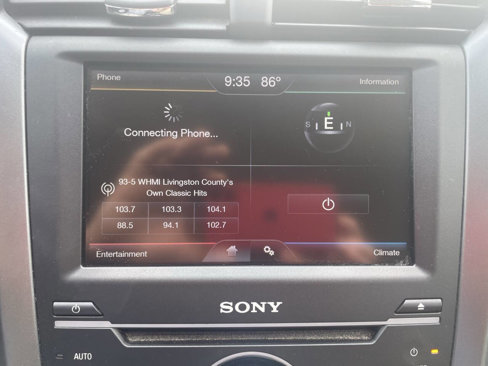 Phone
9:35 86°
Information
Connecting Phone...
S E N
93-5 WHMI Livingston County's
Own Classic Hits
103.7 103.3 104.1
88.5 94.1 102.7
Entertainment
Climate
SONY
AUTO